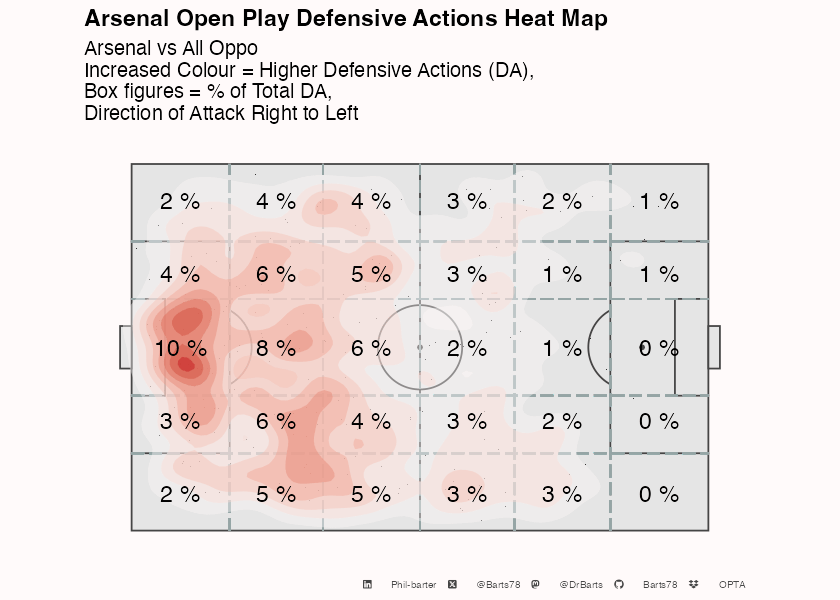 Arsenal Open Play Defensive Actions Heat Map
Arsenal vs All Oppo
Increased Colour = Higher Defensive Actions (DA),
Box figures = % of Total DA,
Direction of Attack Right to Left
2 % 4 % 4 % 3 % 2 % 1 %
4 % 6 % 5 % 3 % 1 % 1 %
10 % 8 % 6 % 2 % 1 % 0 %
3 % 6 % 4 % 3 % 2 % 0 %
2 % 5 % 5 % 3 % 3 % 0 %
Phil-barter @Barts78 @DrBarts Barts78 OPTA